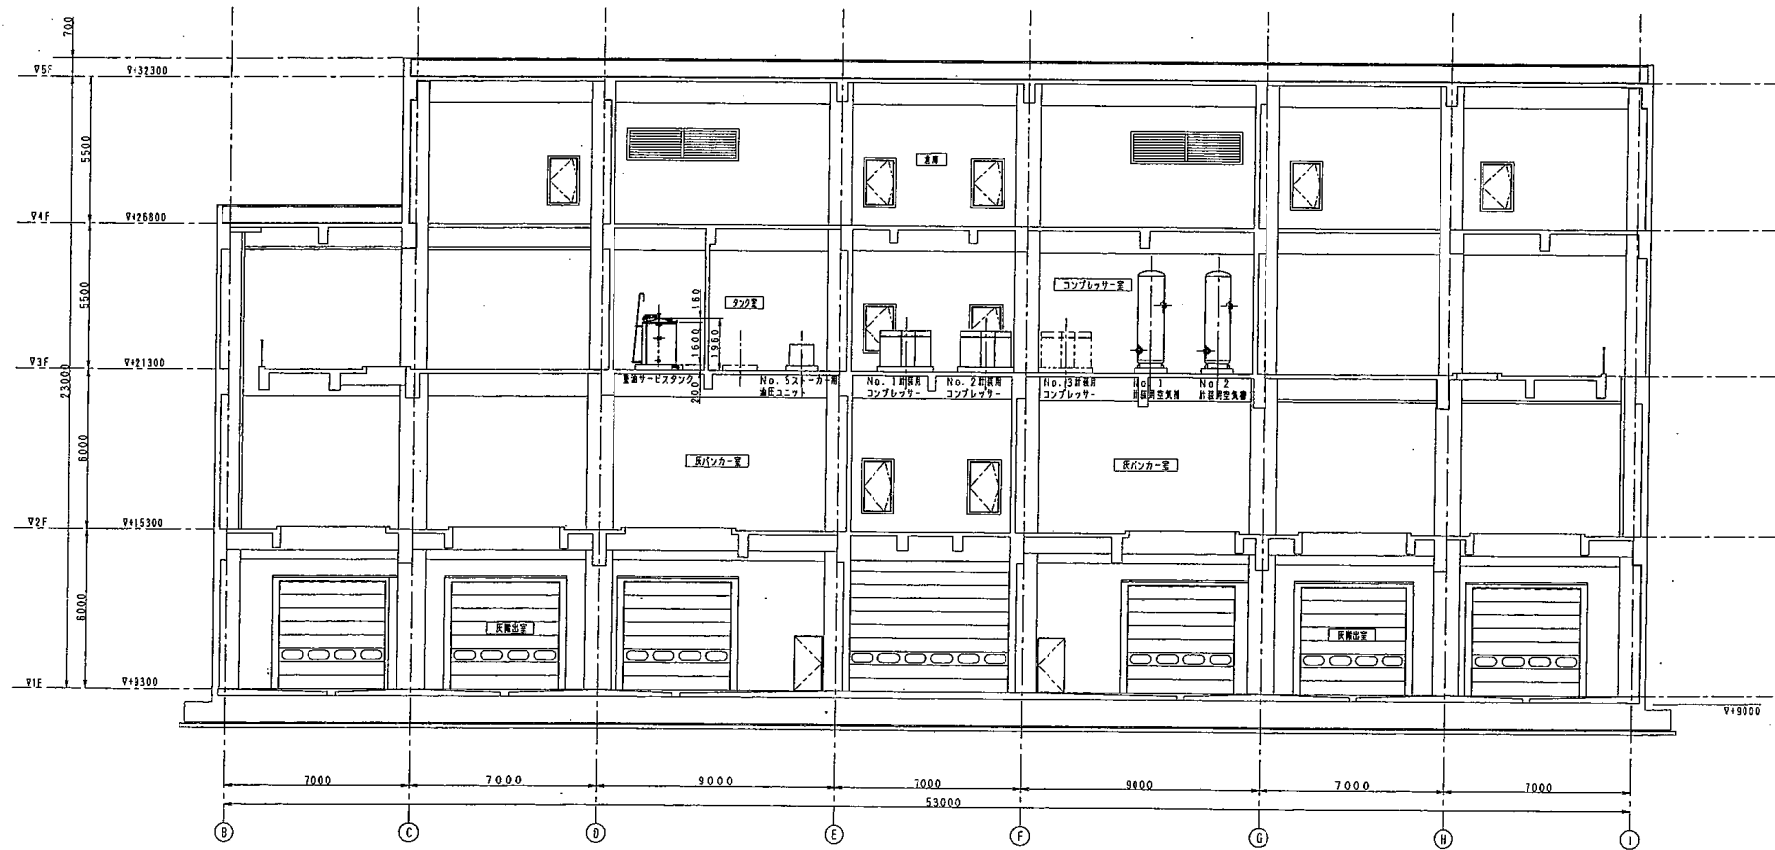 700
▽5F ▽+32300
5500
倉庫
▽4F ▽+26800
5500
160
タンク室
コンプレッサー室
1600
1960
▽3F ▽+21300
23000
重油サービスタンク
No. 5ストーカー用
油圧ユニット
200
No. 1計装用
コンプレッサー
No. 2計装用
コンプレッサー
No. 3計装用
コンプレッサー
No. 1
計装用空気槽
No. 2
計装用空気槽
6000
灰バンカー室
灰バンカー室
▽2F ▽+15300
6000
灰搬出室
灰搬出室
▽1F ▽+9300
▽+9000
7000 7000 9000 7000 9000 7000 7000
53000
B C D E F G H I